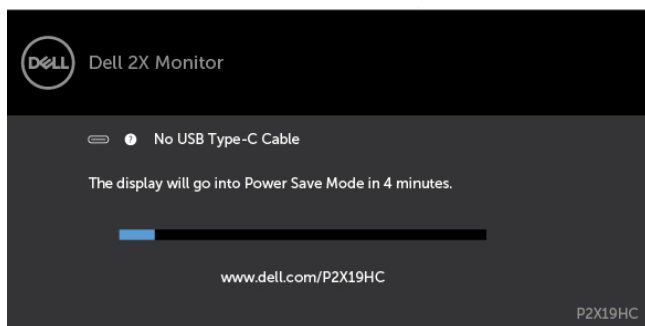 DELL
Dell 2X Monitor
? No USB Type-C Cable
The display will go into Power Save Mode in 4 minutes.
www.dell.com/P2X19HC
P2X19HC